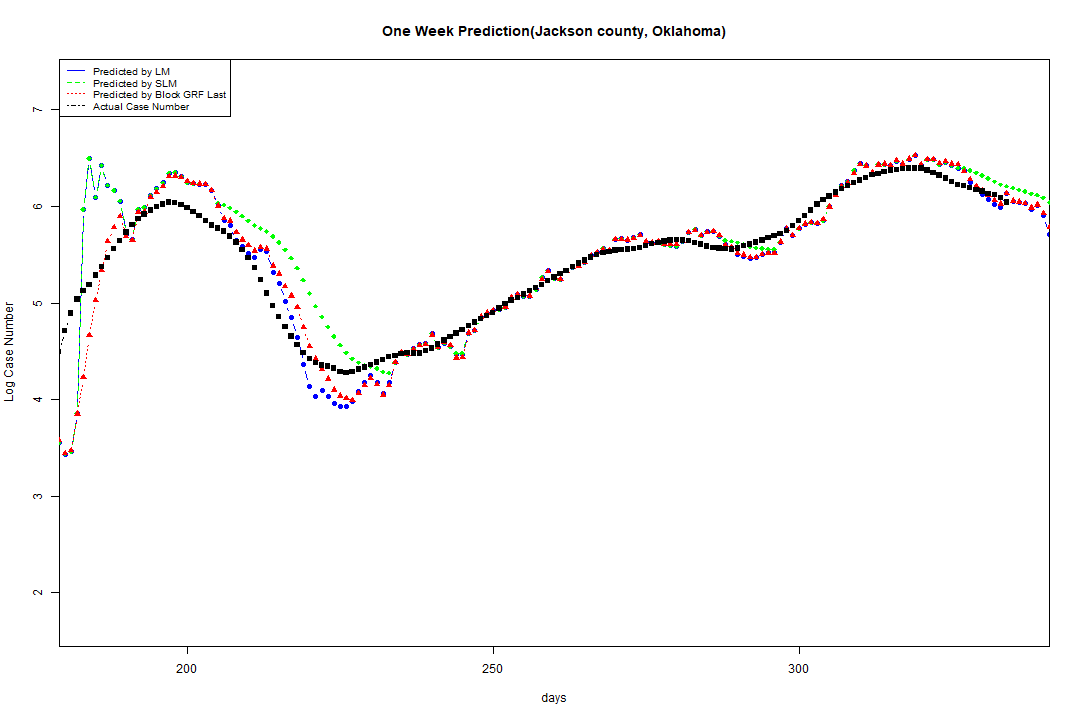 One Week Prediction(Jackson county, Oklahoma)
Predicted by LM
Predicted by SLM
Predicted by Block GRF Last
Actual Case Number
7
6
5
4
3
2
Log Case Number
200
250
300
days